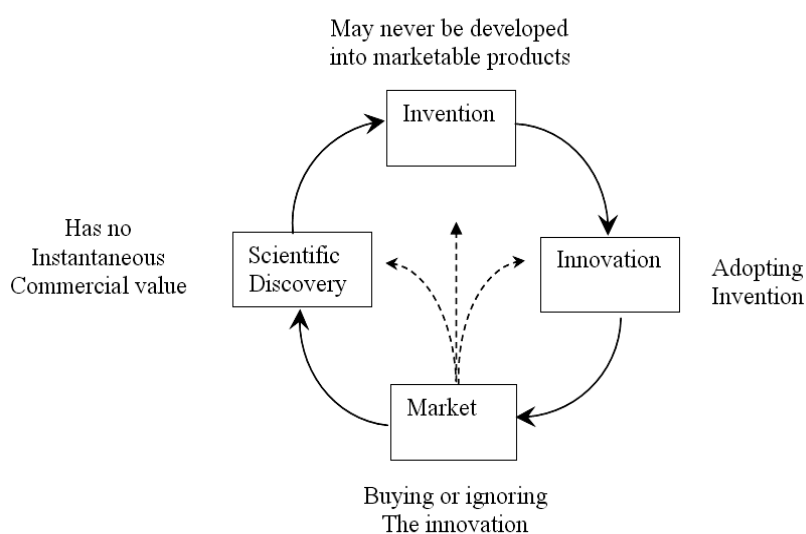 May never be developed
into marketable products
Invention
Has no
Instantaneous
Commercial value
Scientific
Discovery
Innovation
Adopting
Invention
Market
Buying or ignoring
The innovation